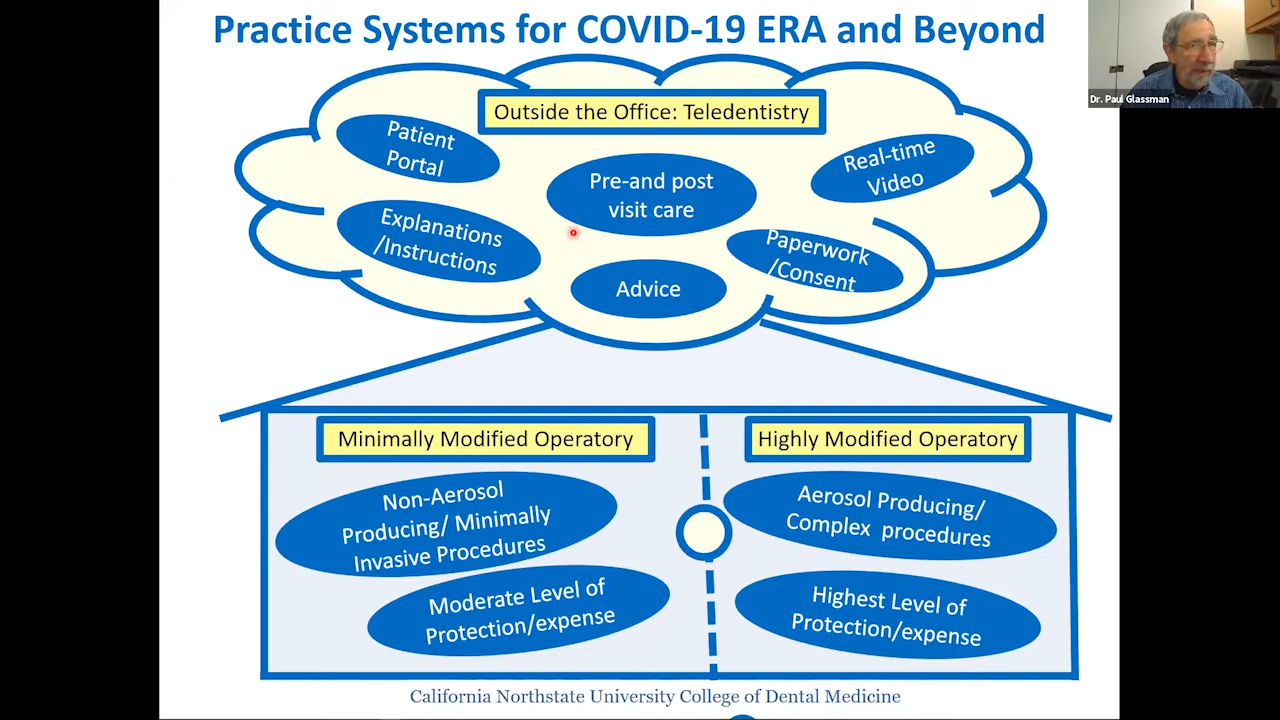 Practice Systems for COVID-19 ERA and Beyond
Dr. Paul Glassman
Outside the Office: Teledentistry
Patient
Portal
Pre-and post
visit care
Real-time
Video
Explanations
/Instructions
Paperwork
/Consent
Advice
Minimally Modified Operatory
Highly Modified Operatory
Non-Aerosol
Producing/ Minimally
Invasive Procedures
Aerosol Producing/
Complex procedures
Moderate Level of
Protection/expense
Highest Level of
Protection/expense
California Northstate University College of Dental Medicine